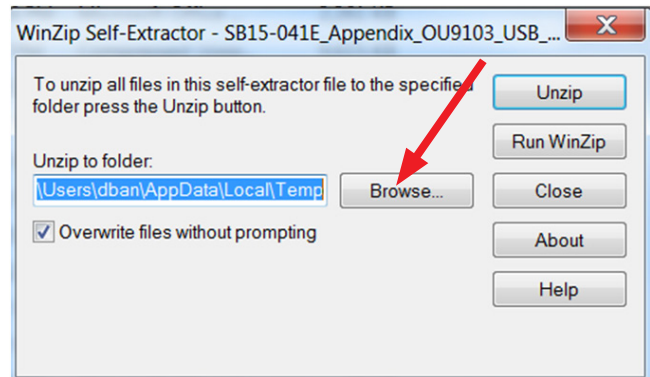 WinZip Self-Extractor - SB15-041E_Appendix_OU9103_USB_...
To unzip all files in this self-extractor file to the specified
folder press the Unzip button.
Unzip
Run WinZip
Unzip to folder:
\Users\dban\AppData\Local\Temp
Browse...
Close
Overwrite files without prompting
About
Help